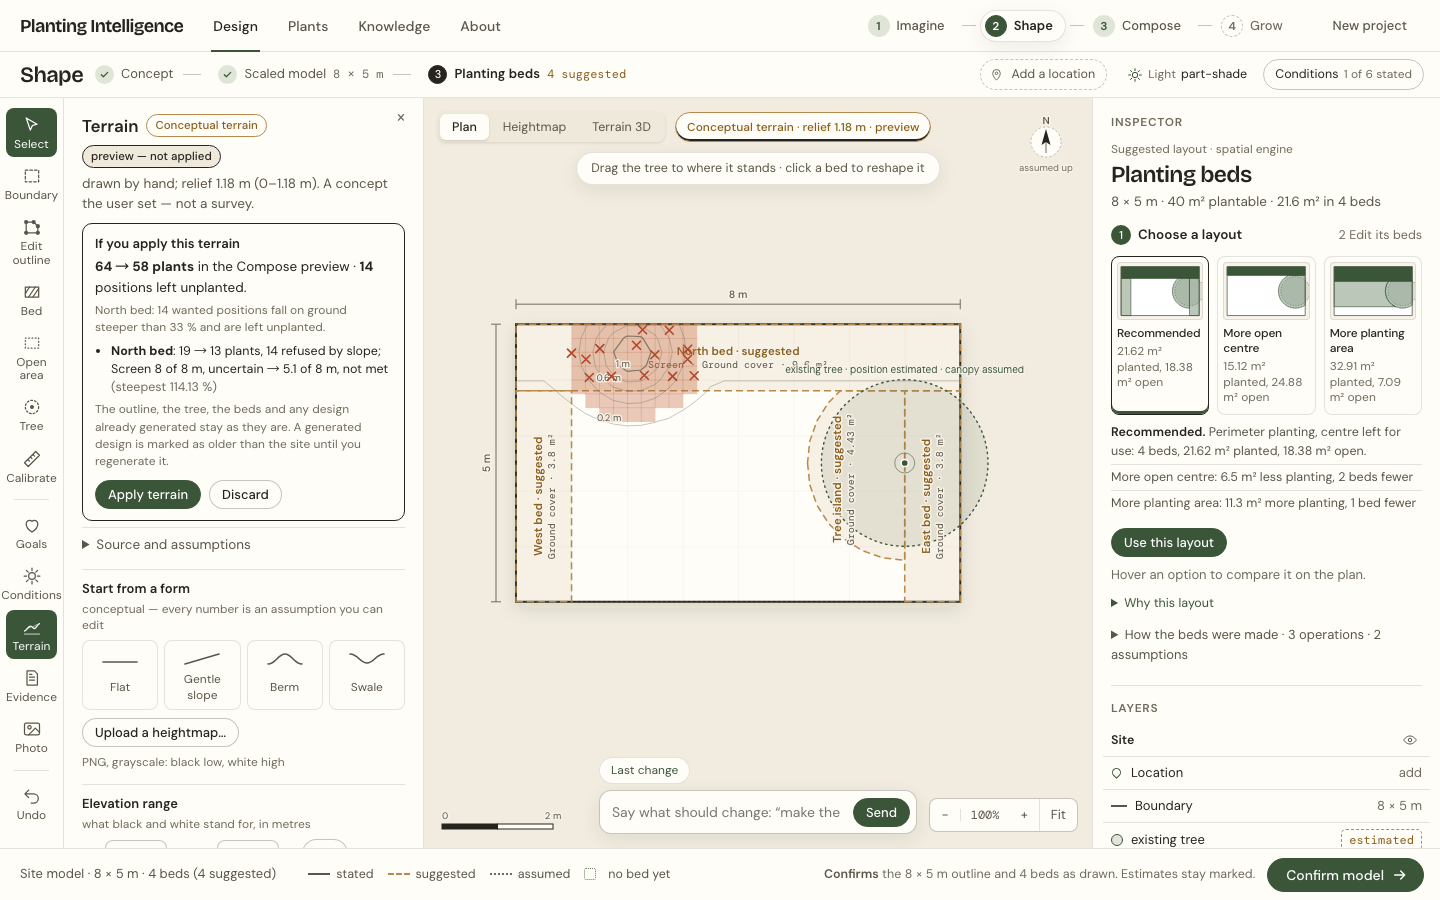 Planting Intelligence
Design
Plants
Knowledge
About
1 Imagine
2 Shape
3 Compose
4 Grow
New project
Shape
Concept
Scaled model 8 × 5 m
3 Planting beds 4 suggested
Add a location
Light part-shade
Conditions 1 of 6 stated
Select
Boundary
Edit
outline
Bed
Open
area
Tree
Calibrate
Goals
Conditions
Terrain
Evidence
Photo
Undo
Terrain
Conceptual terrain
×
preview — not applied
drawn by hand; relief 1.18 m (0–1.18 m). A concept
the user set — not a survey.
If you apply this terrain
64 → 58 plants in the Compose preview · 14
positions left unplanted.
North bed: 14 wanted positions fall on ground
steeper than 33 % and are left unplanted.
• North bed: 19 → 13 plants, 14 refused by slope;
Screen 8 of 8 m, uncertain → 5.1 of 8 m, not met
(steepest 114.13 %)
The outline, the tree, the beds and any design
already generated stay as they are. A generated
design is marked as older than the site until you
regenerate it.
Apply terrain
Discard
Source and assumptions
Start from a form
conceptual — every number is an assumption you can
edit
Flat
Gentle
slope
Berm
Swale
Upload a heightmap...
PNG, grayscale: black low, white high
Elevation range
what black and white stand for, in metres
Plan
Heightmap
Terrain 3D
Conceptual terrain · relief 1.18 m · preview
Drag the tree to where it stands · click a bed to reshape it
N
assumed up
8 m
5 m
1 m
0.6 m
0.2 m
North bed · suggested
Screen · Ground cover · 9.6 m²
existing tree · position estimated · canopy assumed
West bed · suggested
Ground cover · 3.8 m²
Tree island · suggested
Ground cover · 4.43 m²
East bed · suggested
Ground cover · 3.8 m²
Last change
Say what should change: “make the
Send
0
2 m
−
100%
+
Fit
INSPECTOR
Suggested layout · spatial engine
Planting beds
8 × 5 m · 40 m² plantable · 21.6 m² in 4 beds
1 Choose a layout
2 Edit its beds
Recommended
21.62 m²
planted, 18.38
m² open
More open
centre
15.12 m²
planted, 24.88
m² open
More planting
area
32.91 m²
planted, 7.09
m² open
Recommended. Perimeter planting, centre left for
use: 4 beds, 21.62 m² planted, 18.38 m² open.
More open centre: 6.5 m² less planting, 2 beds fewer
More planting area: 11.3 m² more planting, 1 bed fewer
Use this layout
Hover an option to compare it on the plan.
Why this layout
How the beds were made · 3 operations · 2
assumptions
LAYERS
Site
Location
add
Boundary
8 × 5 m
existing tree
estimated
Site model · 8 × 5 m · 4 beds (4 suggested)
stated
suggested
assumed
no bed yet
Confirms the 8 × 5 m outline and 4 beds as drawn. Estimates stay marked.
Confirm model →